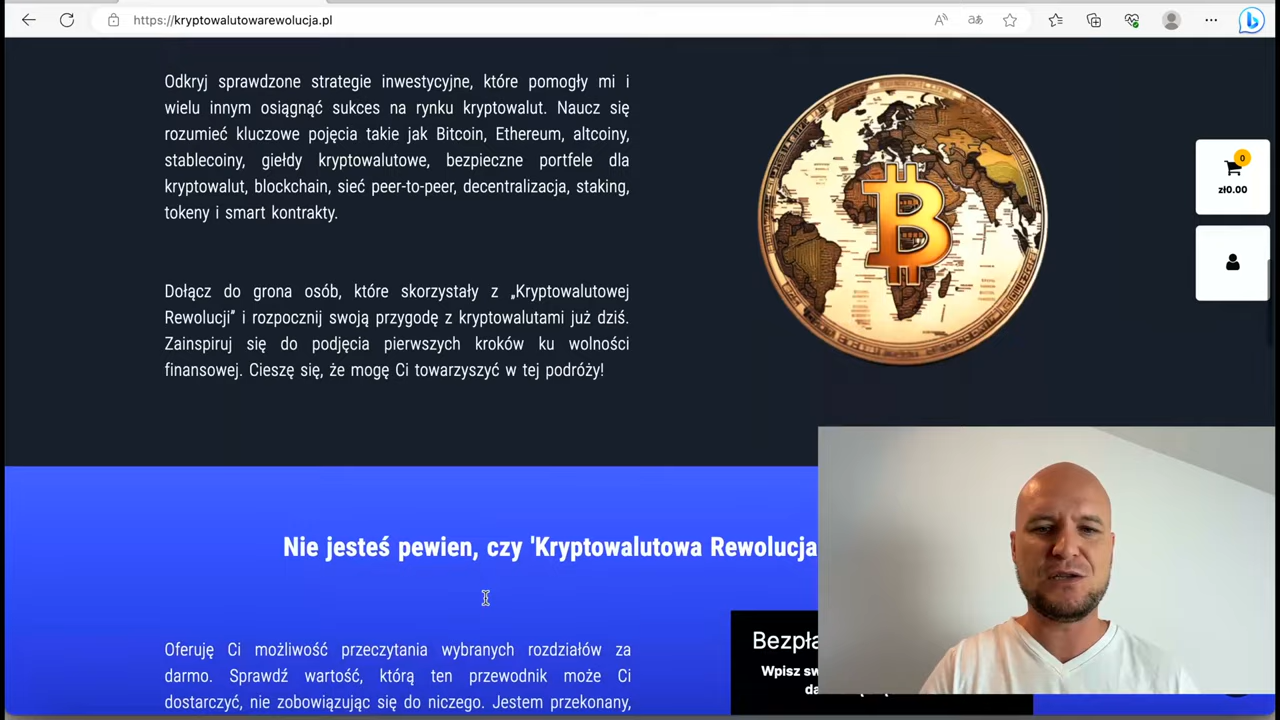 https://kryptowalutowarewolucja.pl
Odkryj sprawdzone strategie inwestycyjne, które pomogły mi i
wielu innym osiągnąć sukces na rynku kryptowalut. Naucz się
rozumieć kluczowe pojęcia takie jak Bitcoin, Ethereum, altcoiny,
stablecoiny, giełdy kryptowalutowe, bezpieczne portfele dla
kryptowalut, blockchain, sieć peer-to-peer, decentralizacja, staking,
tokeny i smart kontrakty.
0
zł0.00
Dołącz do grona osób, które skorzystały z „Kryptowalutowej
Rewolucji” i rozpocznij swoją przygodę z kryptowalutami już dziś.
Zainspiruj się do podjęcia pierwszych kroków ku wolności
finansowej. Cieszę się, że mogę Ci towarzyszyć w tej podróży!
Nie jesteś pewien, czy 'Kryptowalutowa Rewolucja
Oferuję Ci możliwość przeczytania wybranych rozdziałów za
darmo. Sprawdź wartość, którą ten przewodnik może Ci
dostarczyć, nie zobowiązując się do niczego. Jestem przekonany,
Bezpła
Wpisz sw
da